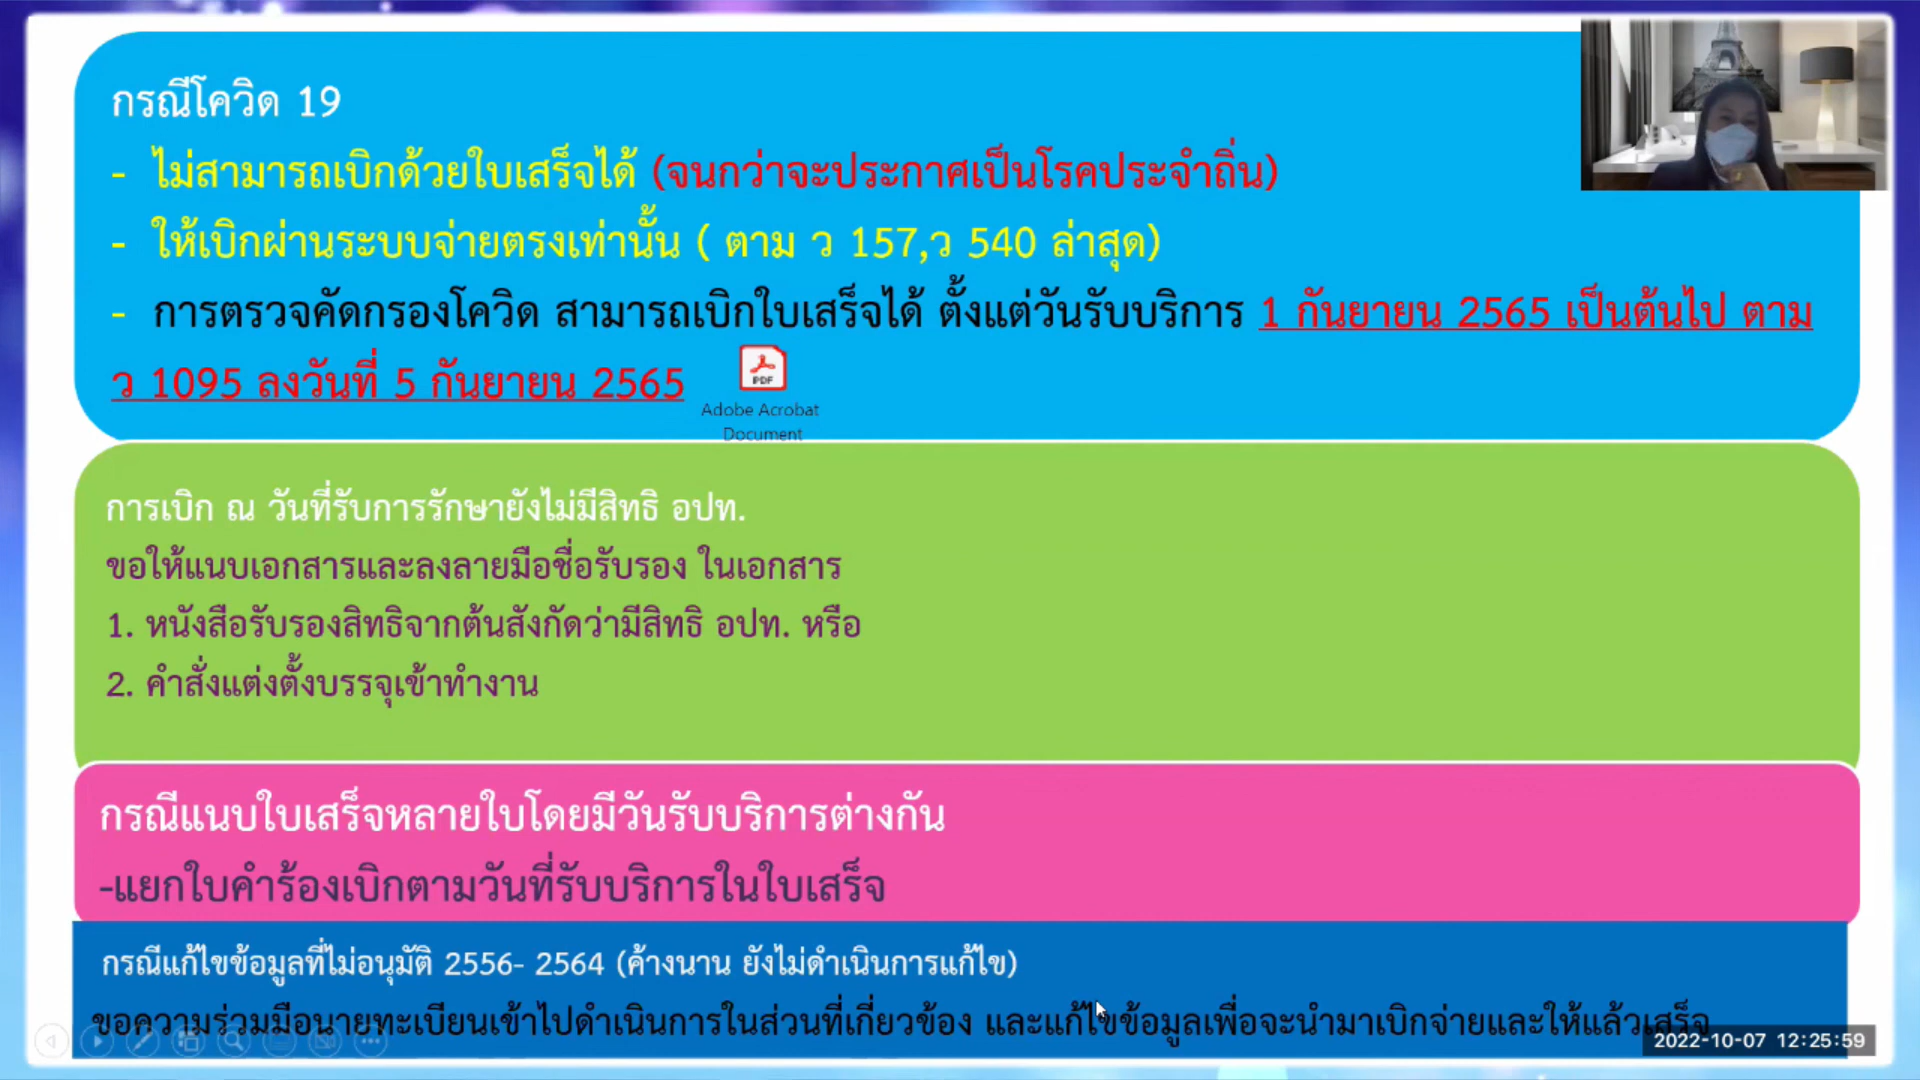 กรณีโควิด 19
- ไม่สามารถเบิกด้วยใบเสร็จได้ (จนกว่าจะประกาศเป็นโรคประจำถิ่น)
- ให้เบิกผ่านระบบจ่ายตรงเท่านั้น ( ตาม ว 157,ว 540 ล่าสุด)
- การตรวจคัดกรองโควิด สามารถเบิกใบเสร็จได้ ตั้งแต่วันรับบริการ 1 กันยายน 2565 เป็นต้นไป ตาม
ว 1095 ลงวันที่ 5 กันยายน 2565
PDF
Adobe Acrobat
Document
การเบิก ณ วันที่รับการรักษายังไม่มีสิทธิ อปท.
ขอให้แนบเอกสารและลงลายมือชื่อรับรอง ในเอกสาร
1. หนังสือรับรองสิทธิจากต้นสังกัดว่ามีสิทธิ อปท. หรือ
2. คำสั่งแต่งตั้งบรรจุเข้าทำงาน
กรณีแนบใบเสร็จหลายใบโดยมีวันรับบริการต่างกัน
-แยกใบคำร้องเบิกตามวันที่รับบริการในใบเสร็จ
กรณีแก้ไขข้อมูลที่ไม่อนุมัติ 2556- 2564 (ค้างนาน ยังไม่ดำเนินการแก้ไข)
ขอความร่วมมือนายทะเบียนเข้าไปดำเนินการในส่วนที่เกี่ยวข้อง และแก้ไขข้อมูลเพื่อจะนำมาเบิกจ่ายและให้แล้วเสร็จ
2022-10-07 12:25:59